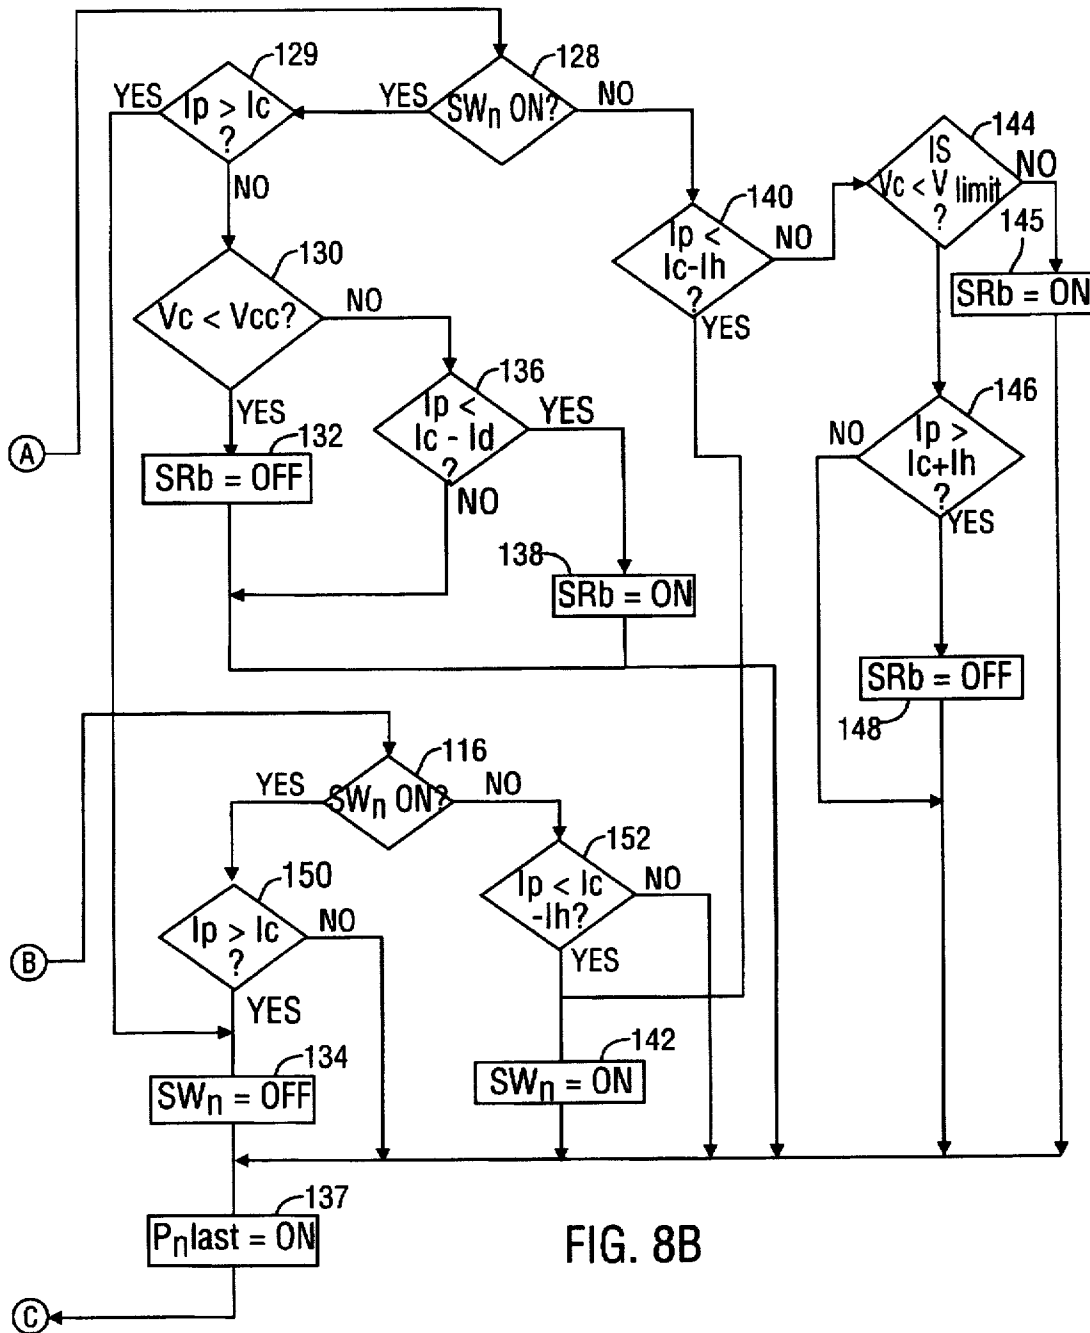 129
YES
Ip > Ic
?
NO
128
YES
SWn ON?
NO
144
IS
Vc < Vlimit
?
NO
145
SRb = ON
140
Ip <
Ic-Ih
?
NO
YES
130
Vc < Vcc?
NO
YES
132
SRb = OFF
136
Ip <
Ic - Id
?
YES
NO
138
SRb = ON
146
NO
Ip >
Ic+Ih
?
YES
SRb = OFF
148
A
116
YES
SWn ON?
NO
150
Ip > Ic
?
NO
YES
152
Ip < Ic
-Ih?
NO
YES
B
134
SWn = OFF
142
SWn = ON
137
Pnlast = ON
C
FIG. 8B